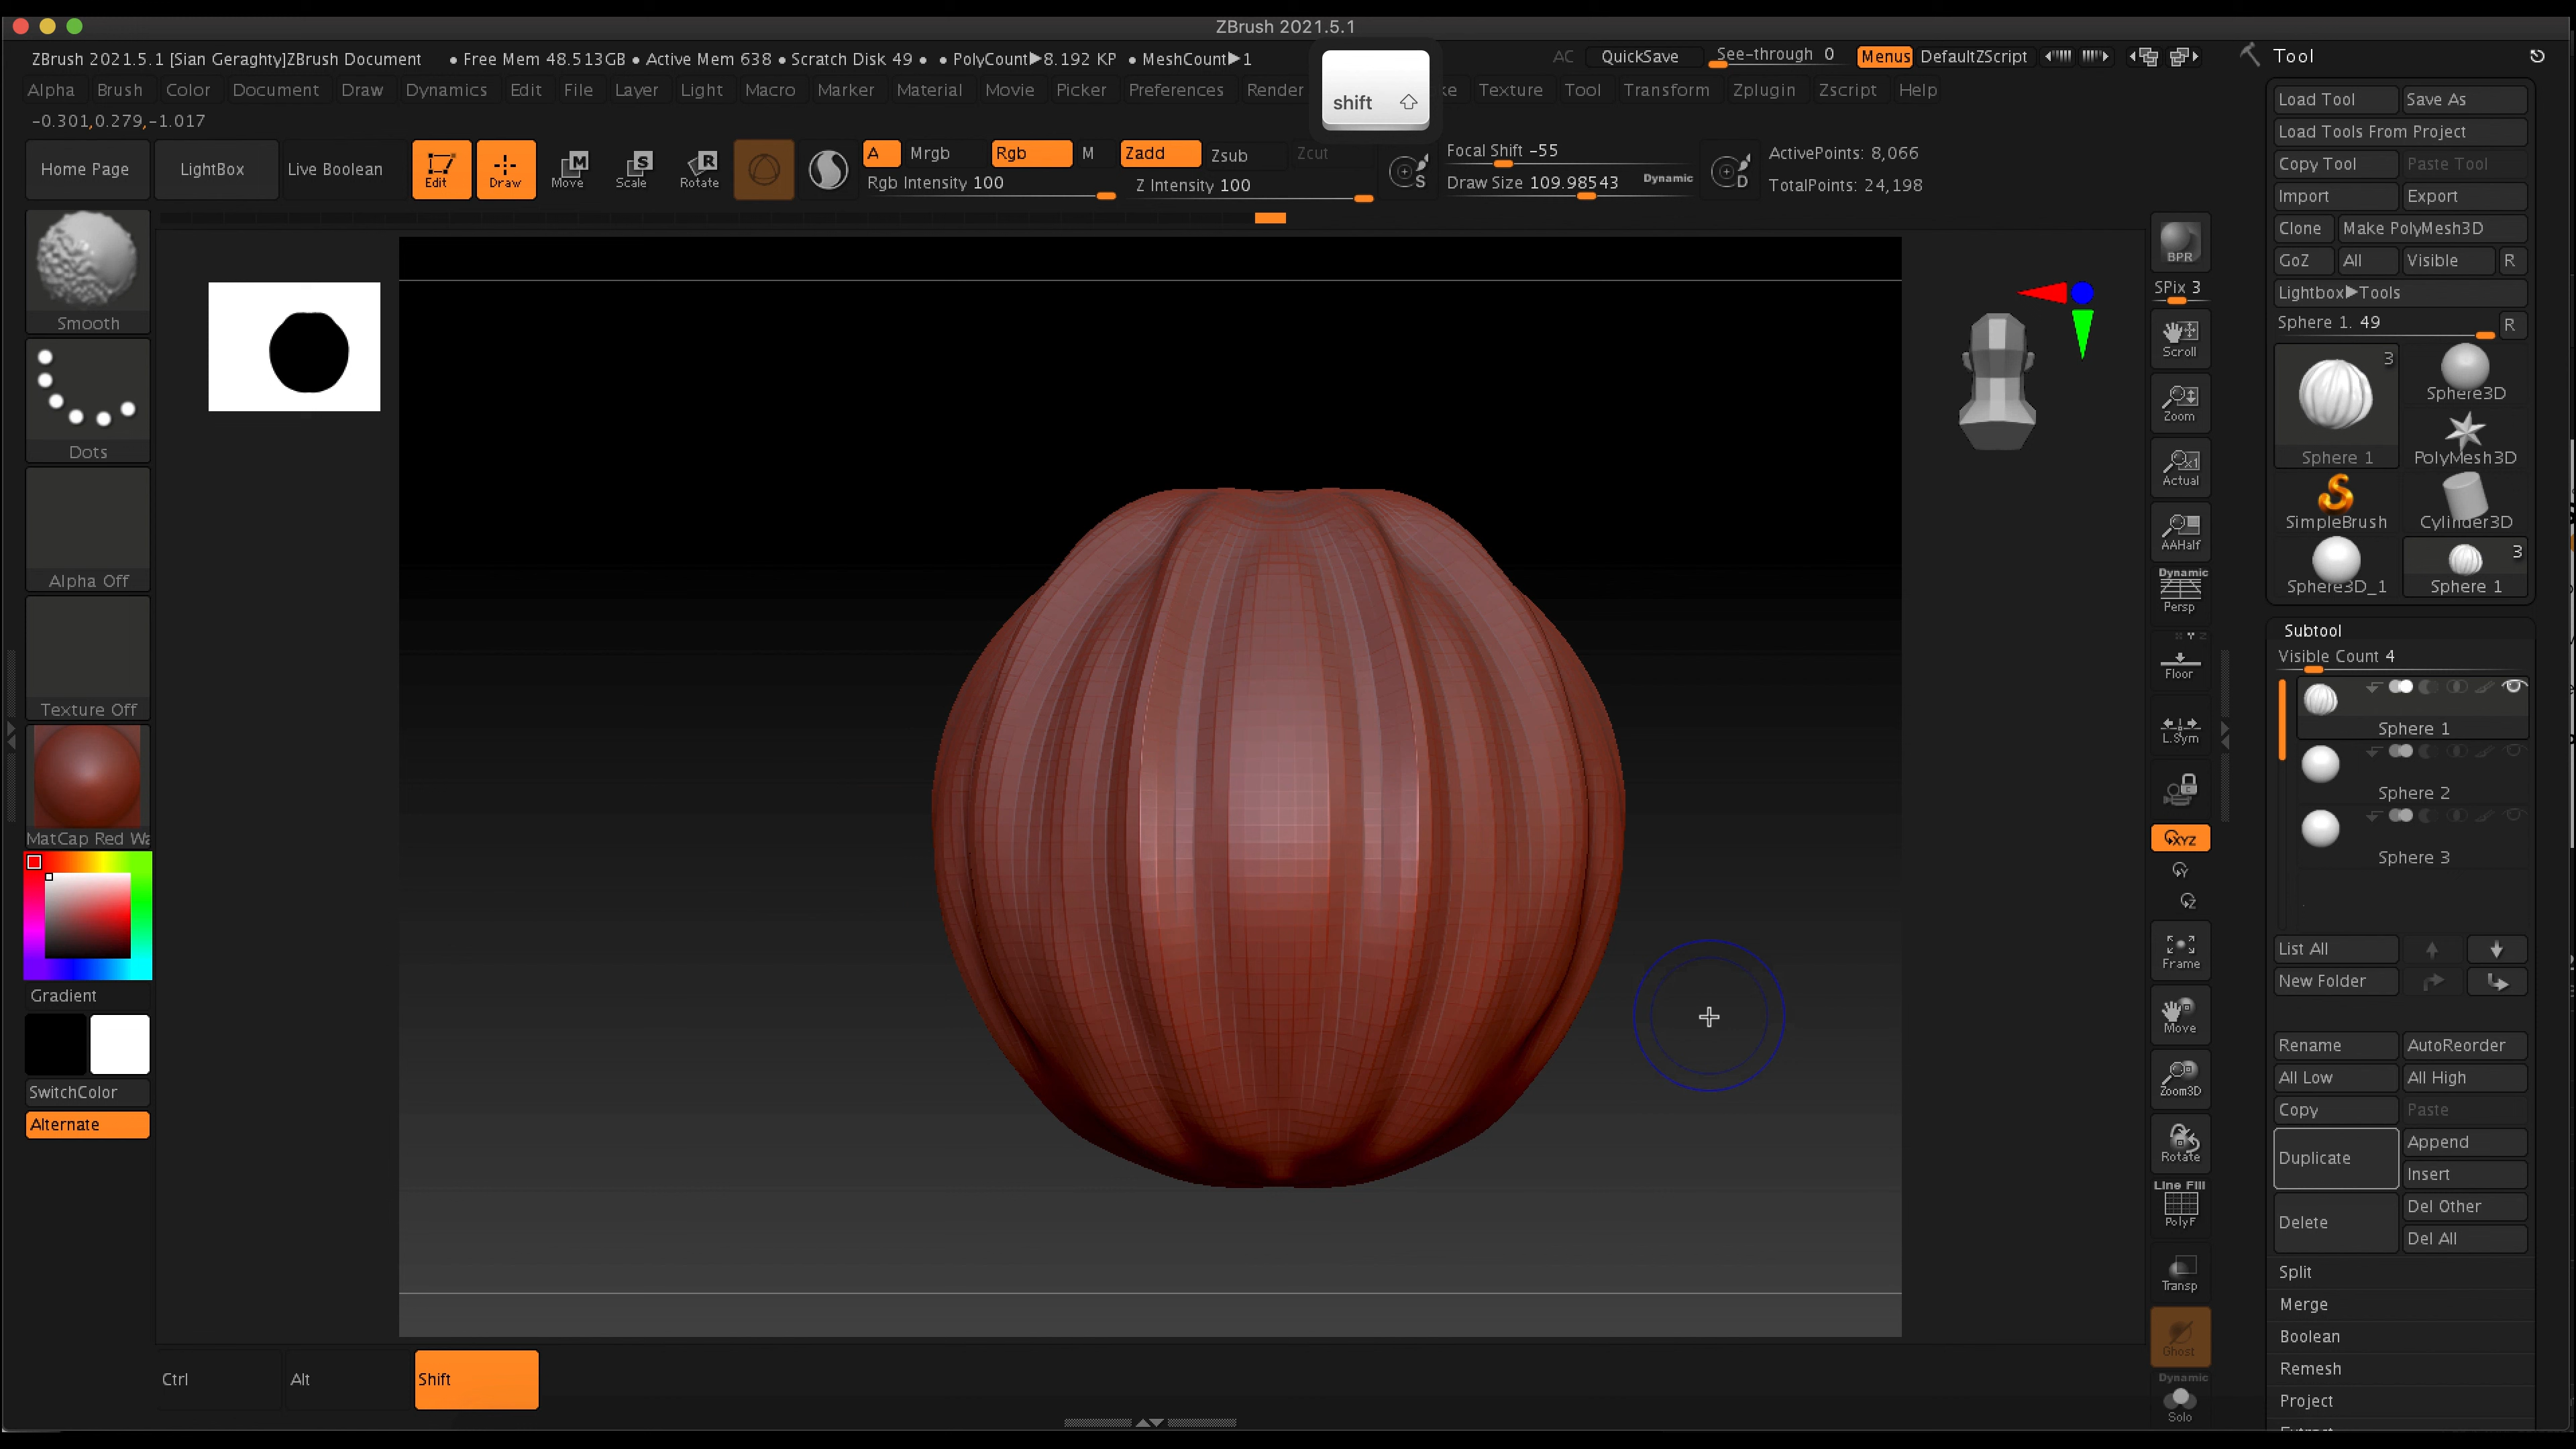 ZBrush 2021.5.1
ZBrush 2021.5.1 [Sian Geraghty]ZBrush Document • Free Mem 48.513GB • Active Mem 638 • Scratch Disk 49 • • PolyCount▶8.192 KP • MeshCount▶1
AC QuickSave See-through 0 Menus DefaultZScript
Alpha Brush Color Document Draw Dynamics Edit File Layer Light Macro Marker Material Movie Picker Preferences Render Texture Tool Transform Zplugin Zscript Help
shift
-0.301,0.279,-1.017
Home Page LightBox Live Boolean Edit Draw Move Scale Rotate
A Mrgb Rgb M Zadd Zsub Zcut
Rgb Intensity 100 Z Intensity 100
Focal Shift -55
Draw Size 109.98543 Dynamic
ActivePoints: 8,066
TotalPoints: 24,198
Smooth
Dots
Alpha Off
Texture Off
MatCap Red Wa
Gradient
SwitchColor
Alternate
Ctrl Alt Shift
BPR
SPix 3
Scroll
Zoom
Actual
AAHalf
Dynamic
Persp
Floor
L.Sym
XYZ
Y
Z
Frame
Move
Zoom3D
Rotate
Line Fill
PolyF
Transp
Ghost
Dynamic
Solo
Tool
Load Tool Save As
Load Tools From Project
Copy Tool Paste Tool
Import Export
Clone Make PolyMesh3D
GoZ All Visible R
Lightbox▶Tools
Sphere 1. 49 R
3
Sphere 1 Sphere3D
PolyMesh3D
SimpleBrush Cylinder3D
3
Sphere3D_1 Sphere 1
Subtool
Visible Count 4
Sphere 1
Sphere 2
Sphere 3
List All
New Folder
Rename AutoReorder
All Low All High
Copy Paste
Duplicate Append
Insert
Delete Del Other
Del All
Split
Merge
Boolean
Remesh
Project